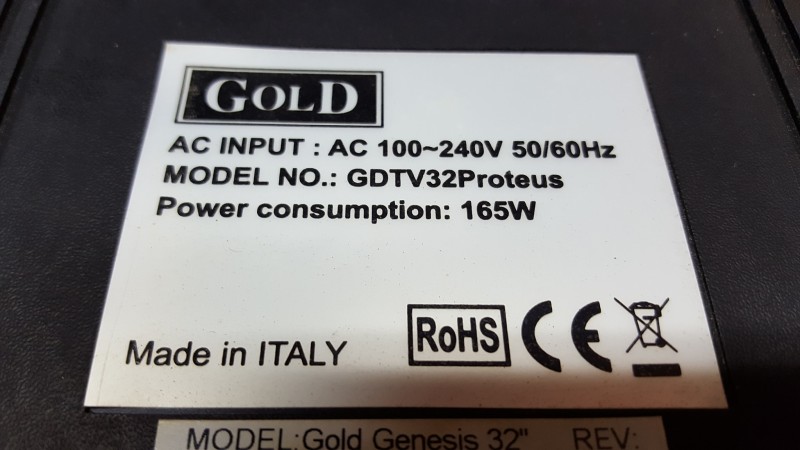 GOLD
AC INPUT : AC 100~240V 50/60Hz
MODEL NO.: GDTV32Proteus
Power consumption: 165W
Made in ITALY
RoHS
CE
MODEL:Gold Genesis 32" REV: